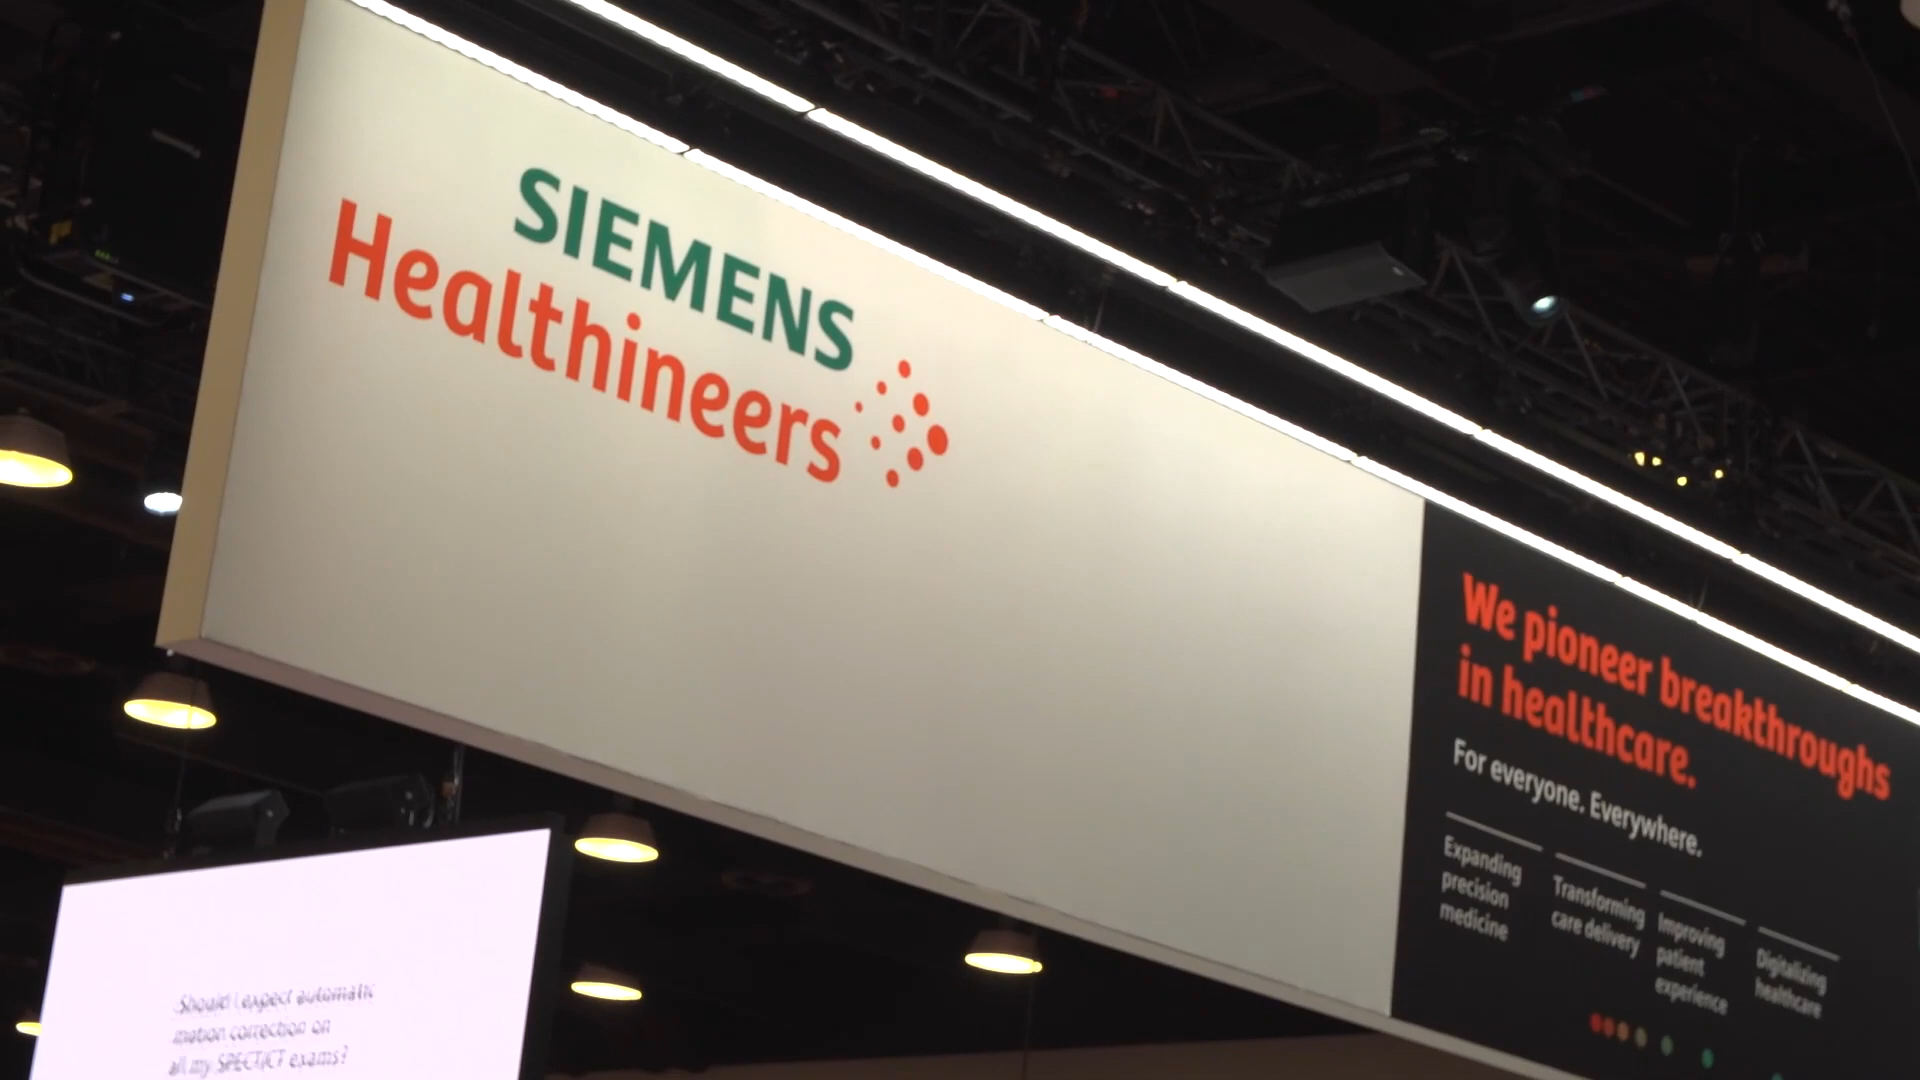 SIEMENS
Healthineers
We pioneer breakthroughs
in healthcare.
For everyone. Everywhere.
Expanding
precision
medicine
Transforming
care delivery
Improving
patient
experience
Digitalizing
healthcare
Should I expect automatic
motion correction on
all my SPECT/CT exams?